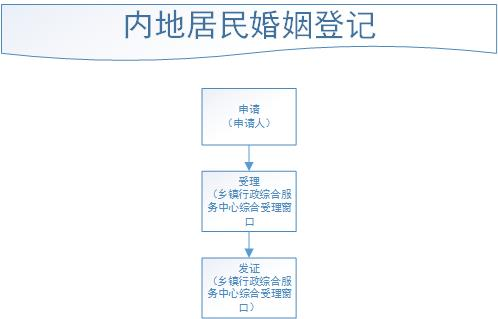 内地居民婚姻登记
申请
（申请人）
受理
（乡镇行政综合服
务中心综合受理窗
口
发证
（乡镇行政综合服
务中心综合受理窗
口）